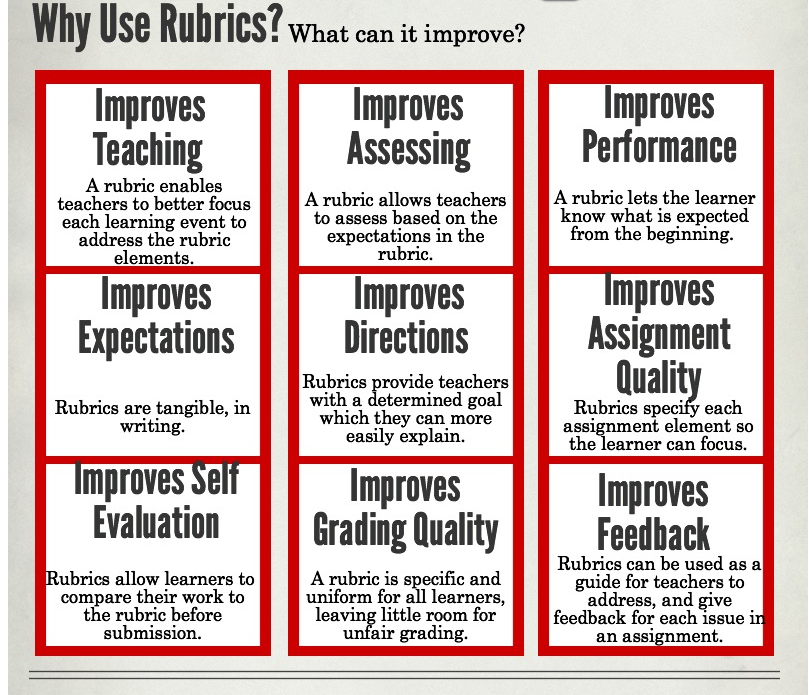 Why Use Rubrics? What can it improve?
Improves
Teaching
A rubric enables
teachers to better focus
each learning event to
address the rubric
elements.
Improves
Assessing
A rubric allows teachers
to assess based on the
expectations in the
rubric.
Improves
Performance
A rubric lets the learner
know what is expected
from the beginning.
Improves
Expectations
Rubrics are tangible, in
writing.
Improves
Directions
Rubrics provide teachers
with a determined goal
which they can more
easily explain.
Improves
Assignment
Quality
Rubrics specify each
assignment element so
the learner can focus.
Improves Self
Evaluation
Rubrics allow learners to
compare their work to
the rubric before
submission.
Improves
Grading Quality
A rubric is specific and
uniform for all learners,
leaving little room for
unfair grading.
Improves
Feedback
Rubrics can be used as a
guide for teachers to
address, and give
feedback for each issue in
an assignment.